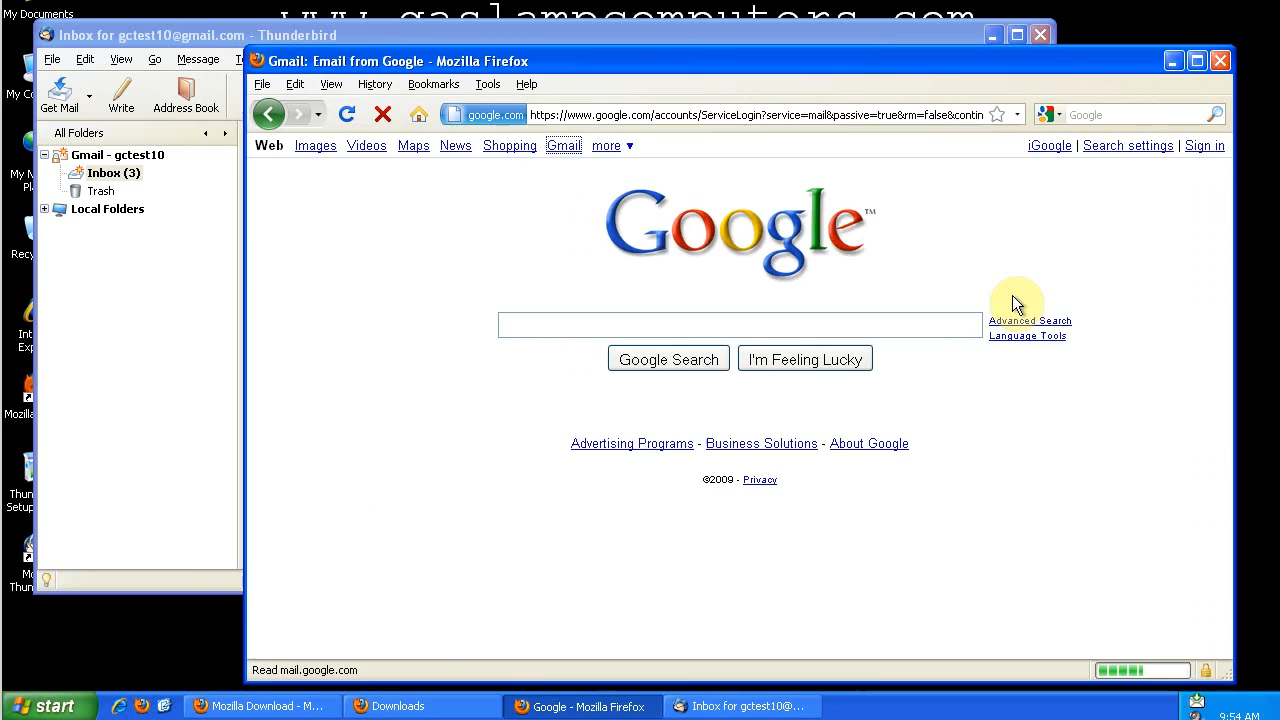 My Documents
www.gaslampcomputers.com
Inbox for gctest10@gmail.com - Thunderbird
File Edit View Go Message
Get Mail Write Address Book
All Folders
Gmail - gctest10
Inbox (3)
Trash
Local Folders
Gmail: Email from Google - Mozilla Firefox
File Edit View History Bookmarks Tools Help
google.com https://www.google.com/accounts/ServiceLogin?service=mail&passive=true&rm=false&contin
Google
Web Images Videos Maps News Shopping Gmail more ▼
iGoogle | Search settings | Sign in
Google™
Advanced Search
Language Tools
Google Search I'm Feeling Lucky
Advertising Programs - Business Solutions - About Google
©2009 - Privacy
Read mail.google.com
start
Mozilla Download - M...
Downloads
Google - Mozilla Firefox
Inbox for gctest10@...
9:54 AM